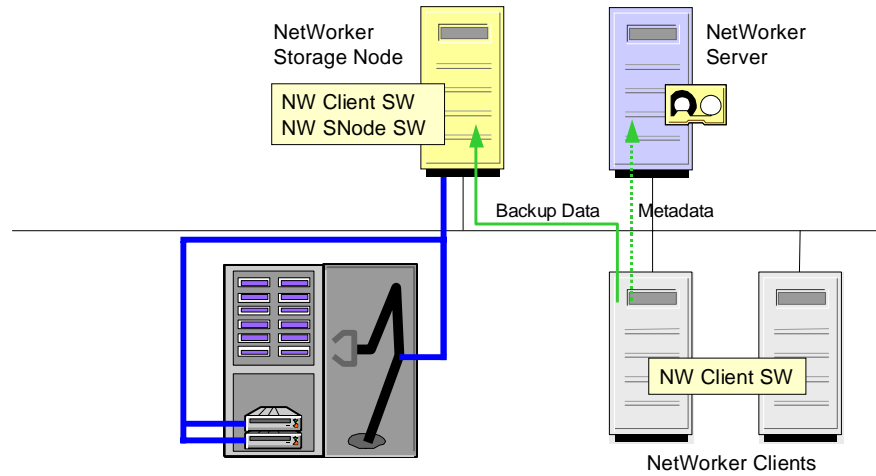 NetWorker
Storage Node
NetWorker
Server
NW Client SW
NW SNode SW
Backup Data
Metadata
NW Client SW
NetWorker Clients